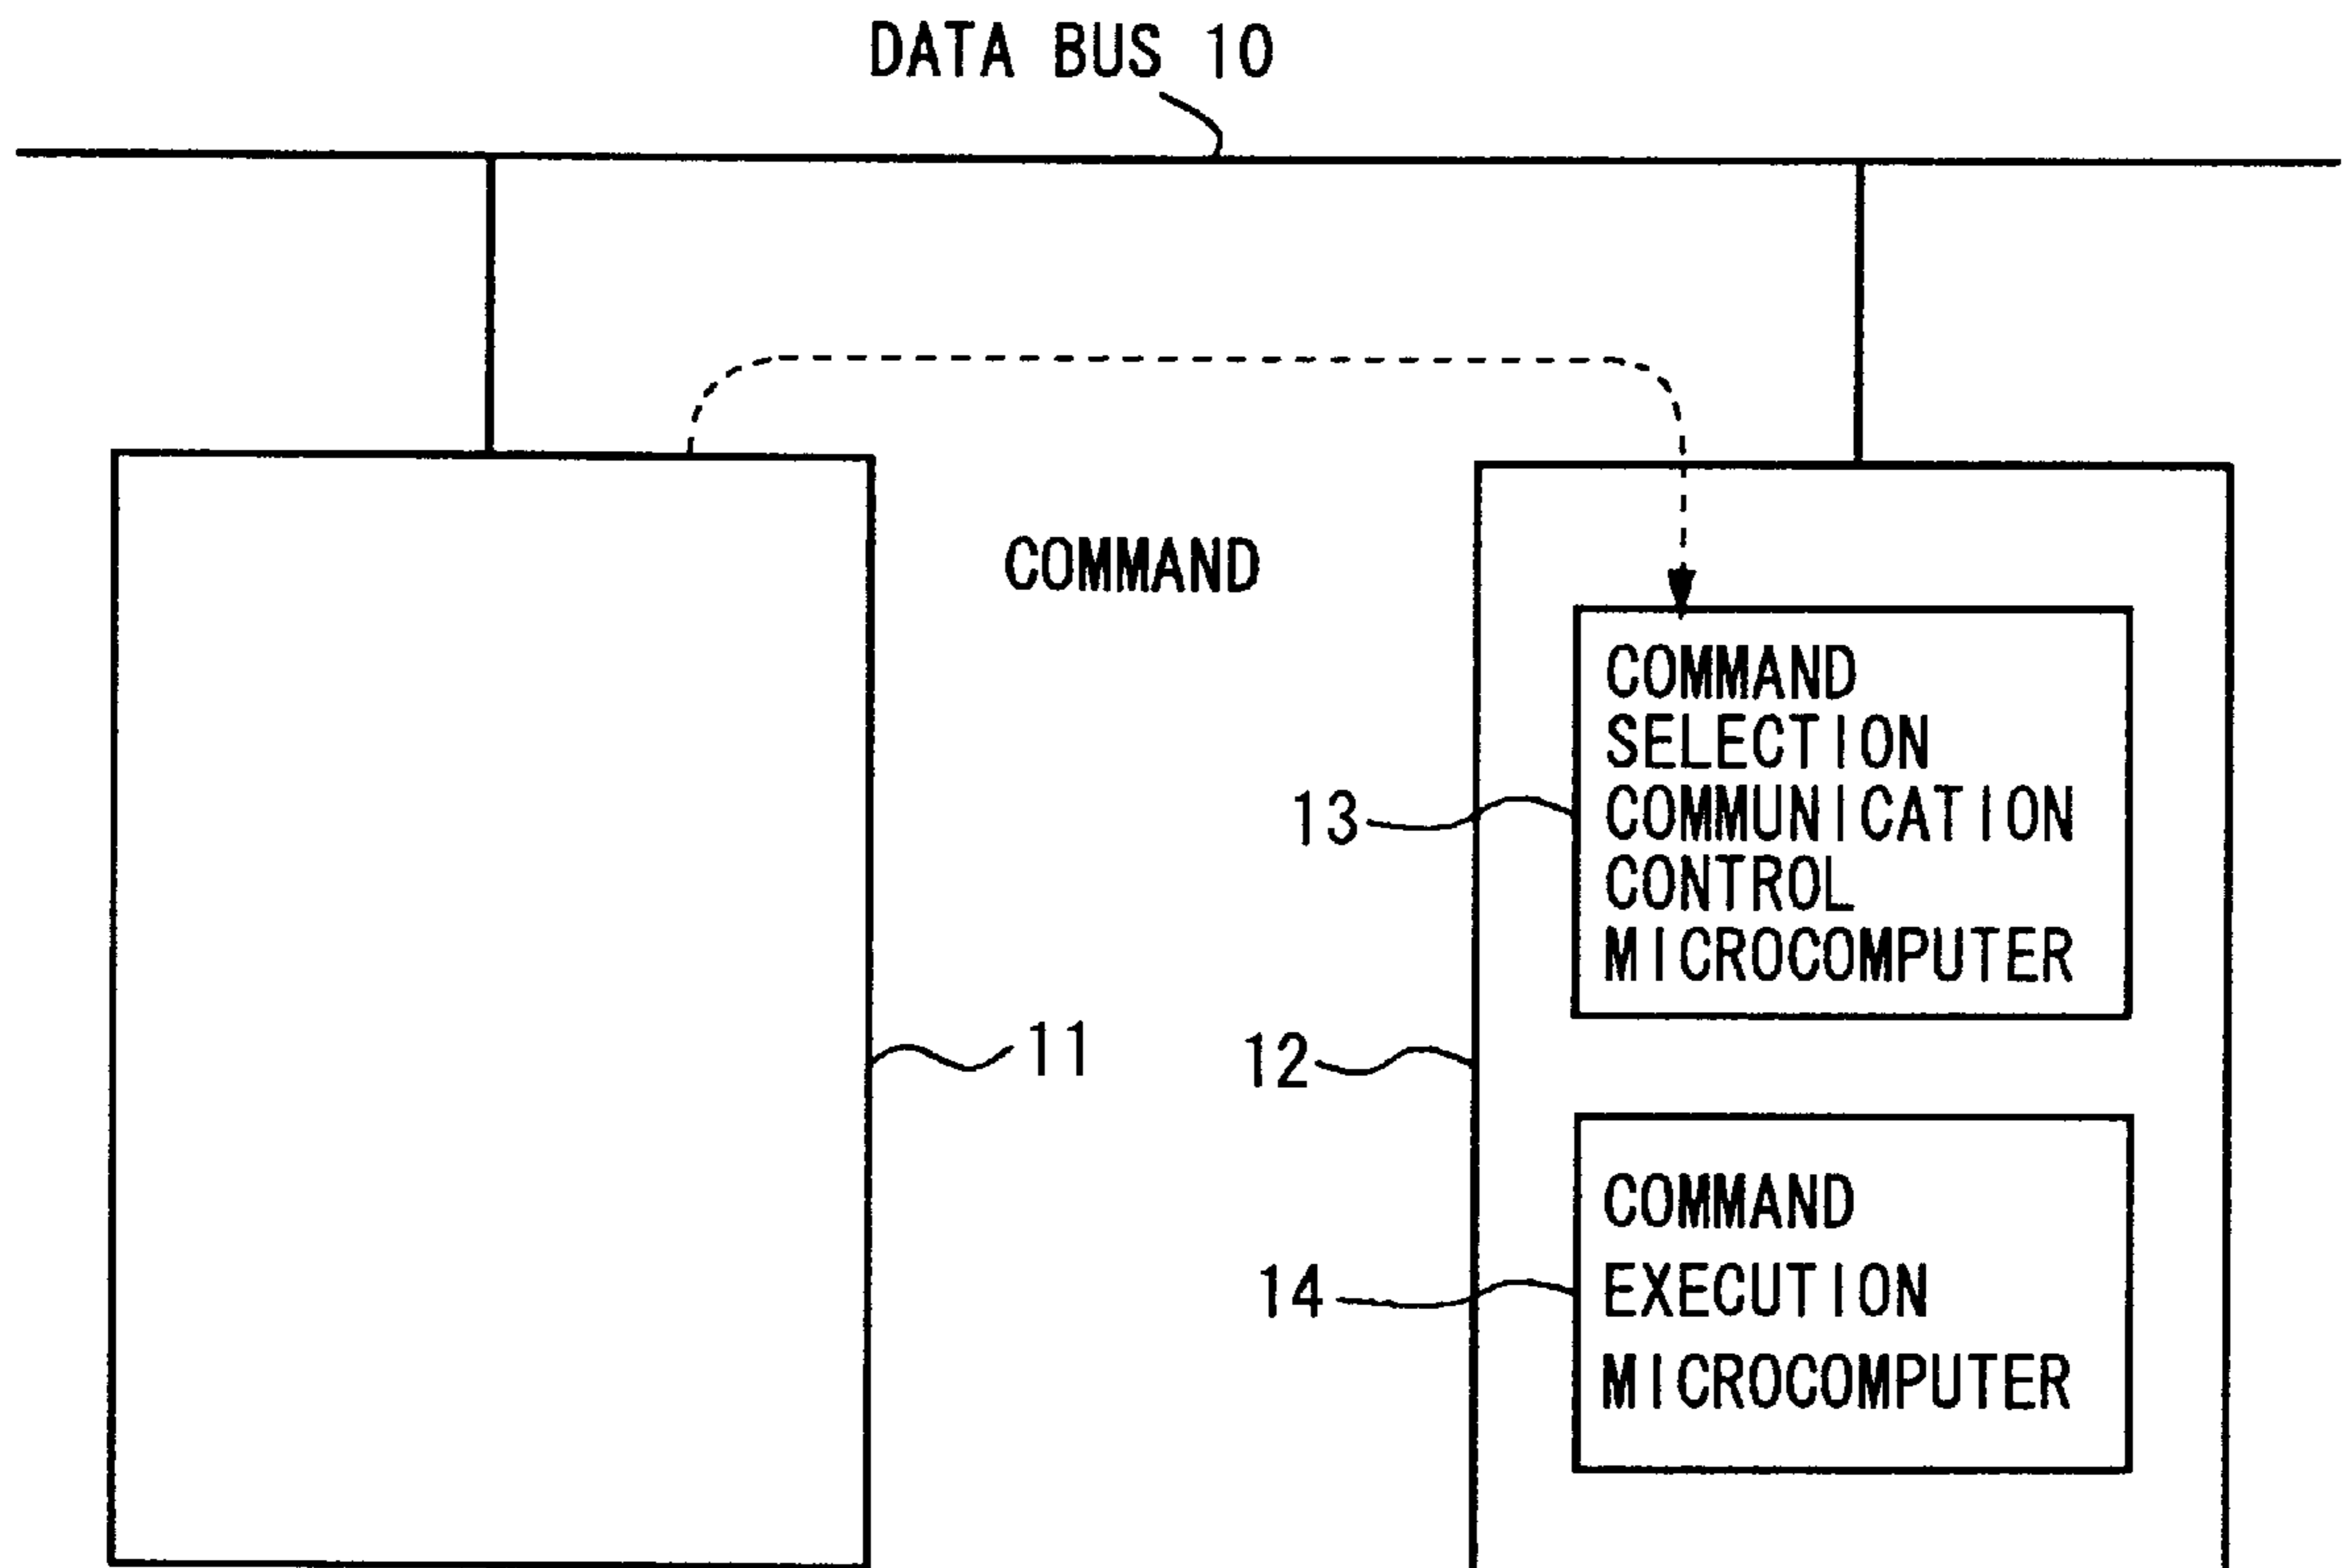 DATA BUS 10
COMMAND
COMMAND
SELECTION
COMMUNICATION
CONTROL
MICROCOMPUTER
13
11
12
COMMAND
EXECUTION
MICROCOMPUTER
14